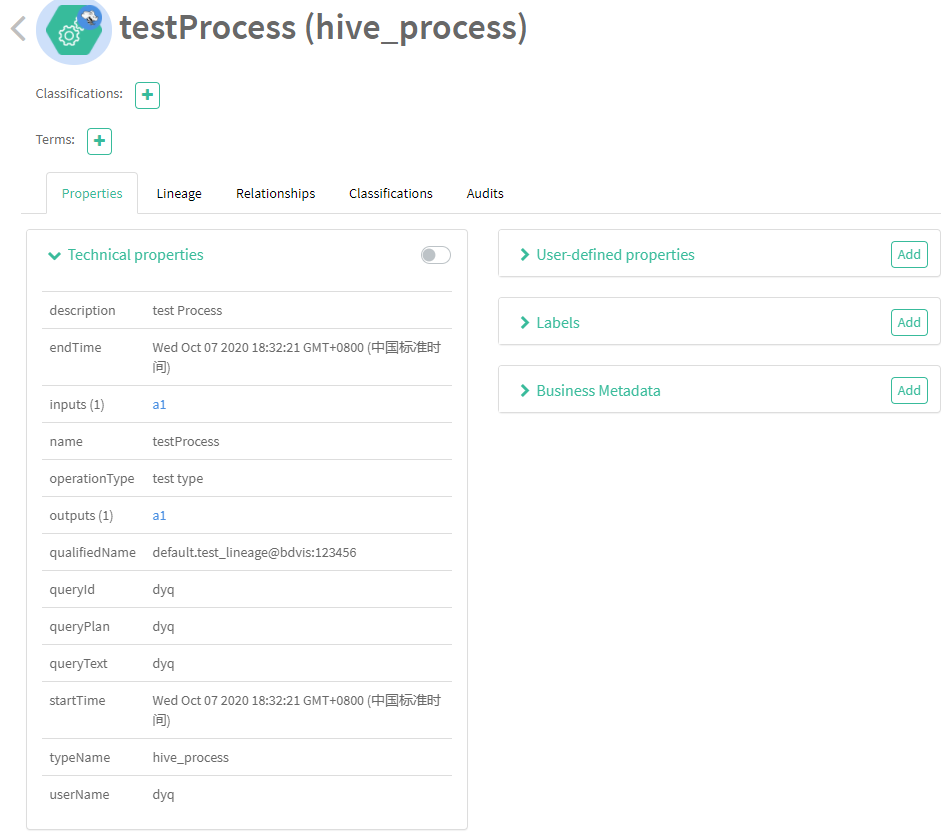 testProcess (hive_process)
Classifications:
Terms:
Properties Lineage Relationships Classifications Audits
Technical properties
description test Process
endTime Wed Oct 07 2020 18:32:21 GMT+0800 (中国标准时
间)
inputs (1) a1
name testProcess
operationType test type
outputs (1) a1
qualifiedName default.test_lineage@bdvis:123456
queryId dyq
queryPlan dyq
queryText dyq
startTime Wed Oct 07 2020 18:32:21 GMT+0800 (中国标准时
间)
typeName hive_process
userName dyq
User-defined properties Add
Labels Add
Business Metadata Add